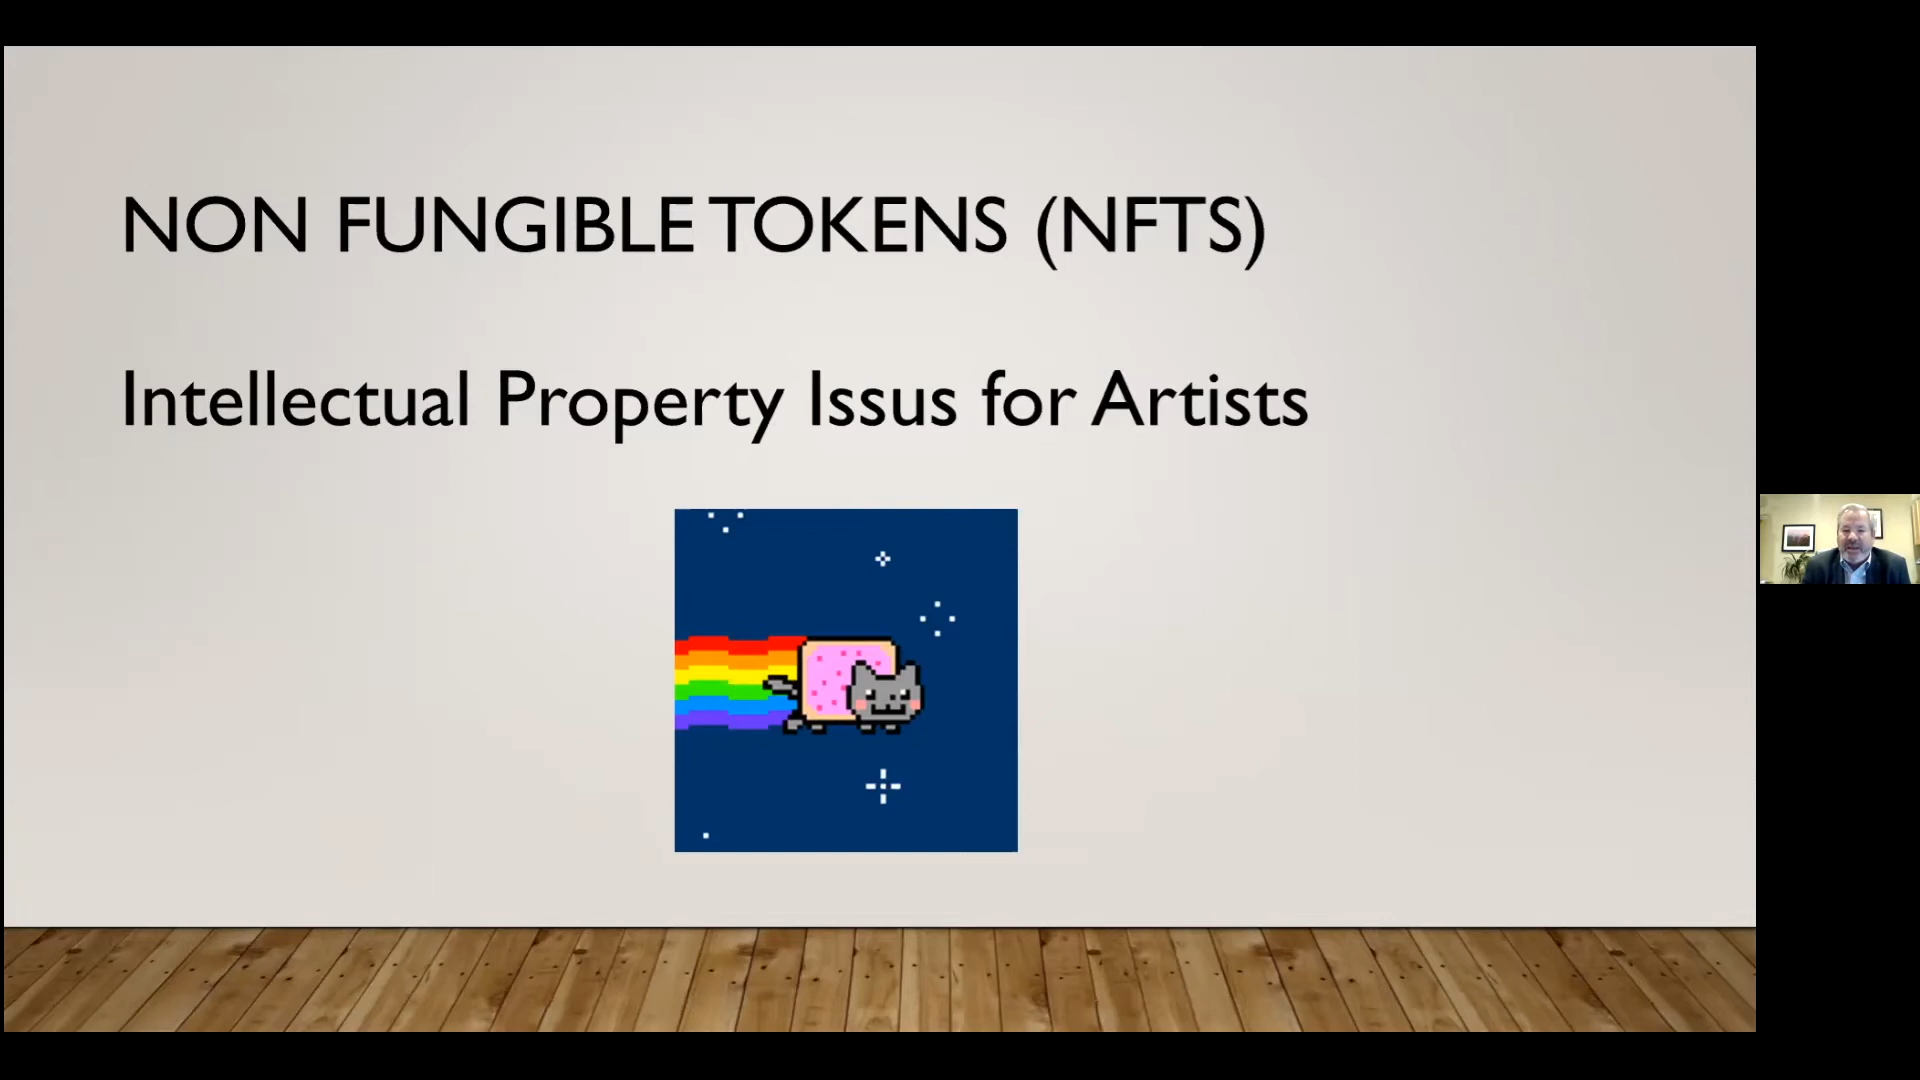 NON FUNGIBLE TOKENS (NFTS)
Intellectual Property Issus for Artists